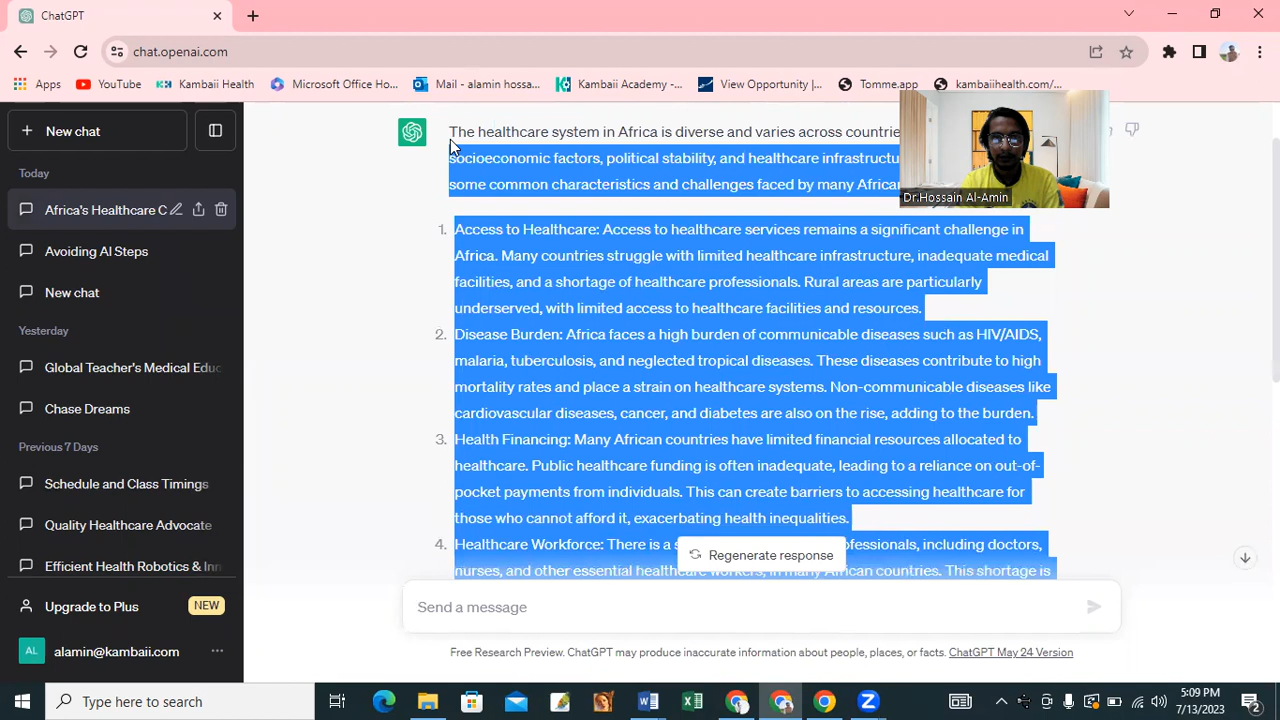 ChatGPT
chat.openai.com
Apps YouTube Kambaii Health Microsoft Office Ho... Mail - alamin hossa... Kambaii Academy -... View Opportunity |... Tomme.app kambaiihealth.com/...
New chat
Today
Africa's Healthcare C
Avoiding AI Steps
New chat
Yesterday
Global Teacher's Medical Educ
Chase Dreams
Previous 7 Days
Schedule and Class Timings
Quality Healthcare Advocate
Efficient Health Robotics & Inn
Upgrade to Plus NEW
AL alamin@kambaii.com
The healthcare system in Africa is diverse and varies across countrie
socioeconomic factors, political stability, and healthcare infrastructu
some common characteristics and challenges faced by many African
Dr.Hossain Al-Amin
1. Access to Healthcare: Access to healthcare services remains a significant challenge in
Africa. Many countries struggle with limited healthcare infrastructure, inadequate medical
facilities, and a shortage of healthcare professionals. Rural areas are particularly
underserved, with limited access to healthcare facilities and resources.
2. Disease Burden: Africa faces a high burden of communicable diseases such as HIV/AIDS,
malaria, tuberculosis, and neglected tropical diseases. These diseases contribute to high
mortality rates and place a strain on healthcare systems. Non-communicable diseases like
cardiovascular diseases, cancer, and diabetes are also on the rise, adding to the burden.
3. Health Financing: Many African countries have limited financial resources allocated to
healthcare. Public healthcare funding is often inadequate, leading to a reliance on out-of-
pocket payments from individuals. This can create barriers to accessing healthcare for
those who cannot afford it, exacerbating health inequalities.
4. Healthcare Workforce: There is a s ofessionals, including doctors,
nurses, and other essential healthcare workers, in many African countries. This shortage is
Regenerate response
Send a message
Free Research Preview. ChatGPT may produce inaccurate information about people, places, or facts. ChatGPT May 24 Version
Type here to search
5:09 PM
7/13/2023
2